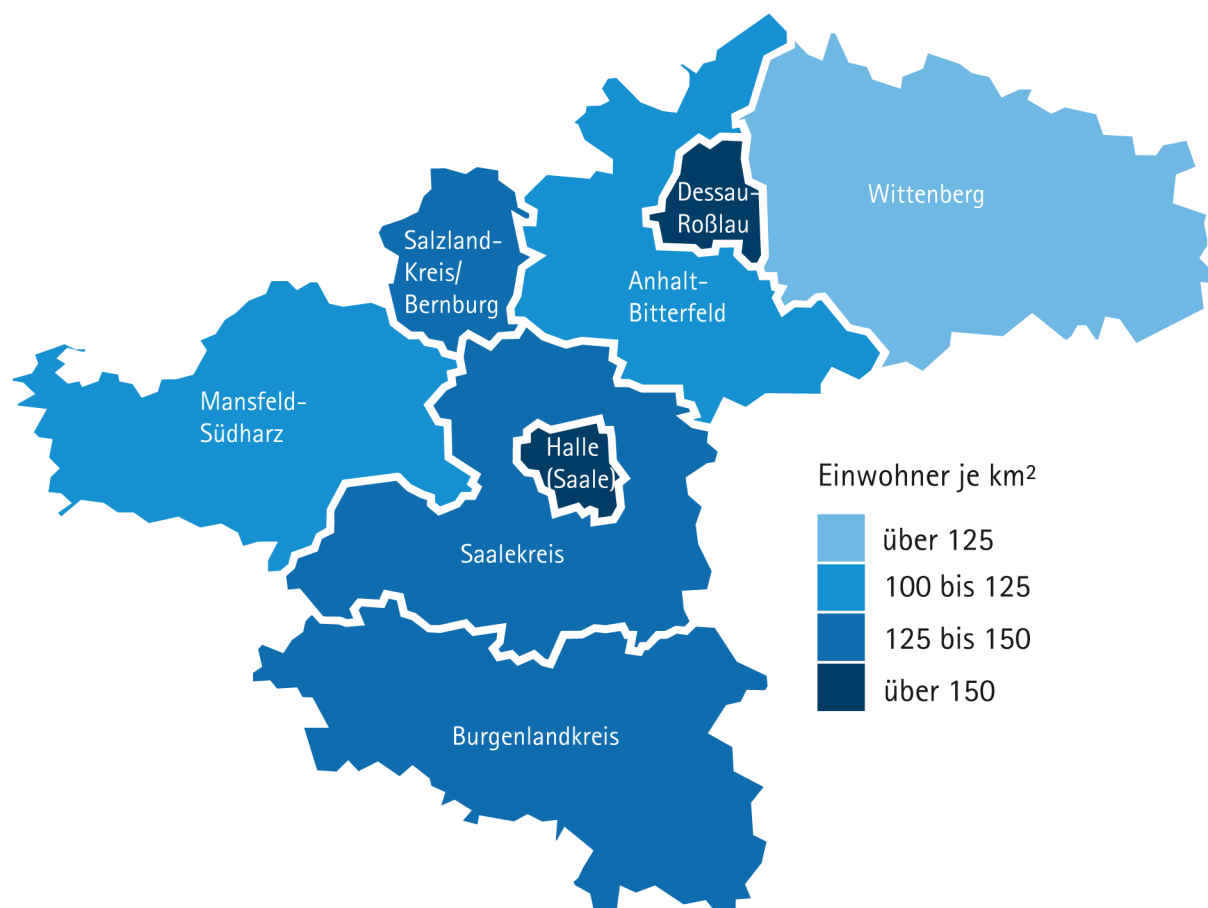 Wittenberg
Dessau-
Roßlau
Salzland-
Kreis/
Bernburg
Anhalt-
Bitterfeld
Mansfeld-
Südharz
Halle
(Saale)
Saalekreis
Burgenlandkreis
Einwohner je km²
über 125
100 bis 125
125 bis 150
über 150